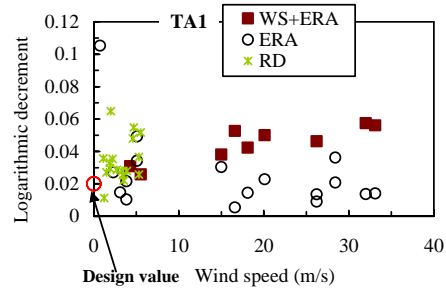 TA1
WS+ERA
ERA
RD
Logarithmic decrement
0.12
0.1
0.08
0.06
0.04
0.02
0
0 10 20 30 40
Design value Wind speed (m/s)